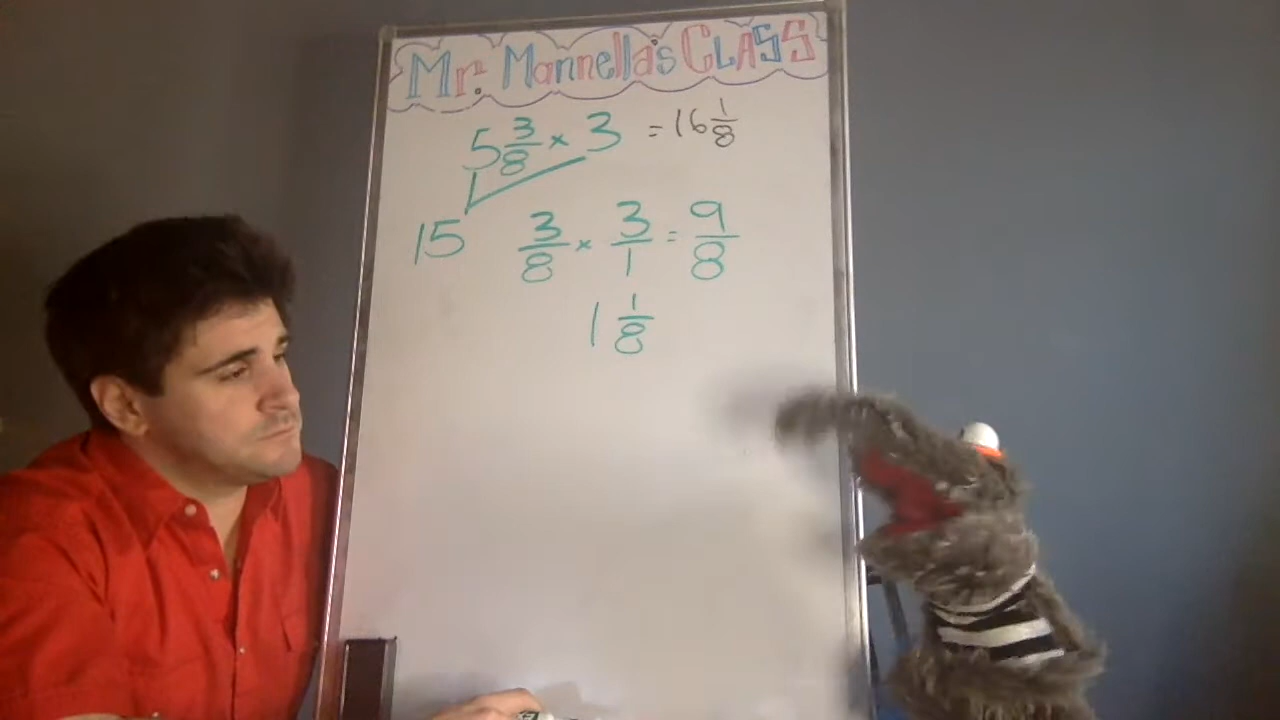 Mr. Mannella's CLASS
5 3/8 × 3 = 16 1/8
15 3/8 × 3/1 = 9/8
1 1/8